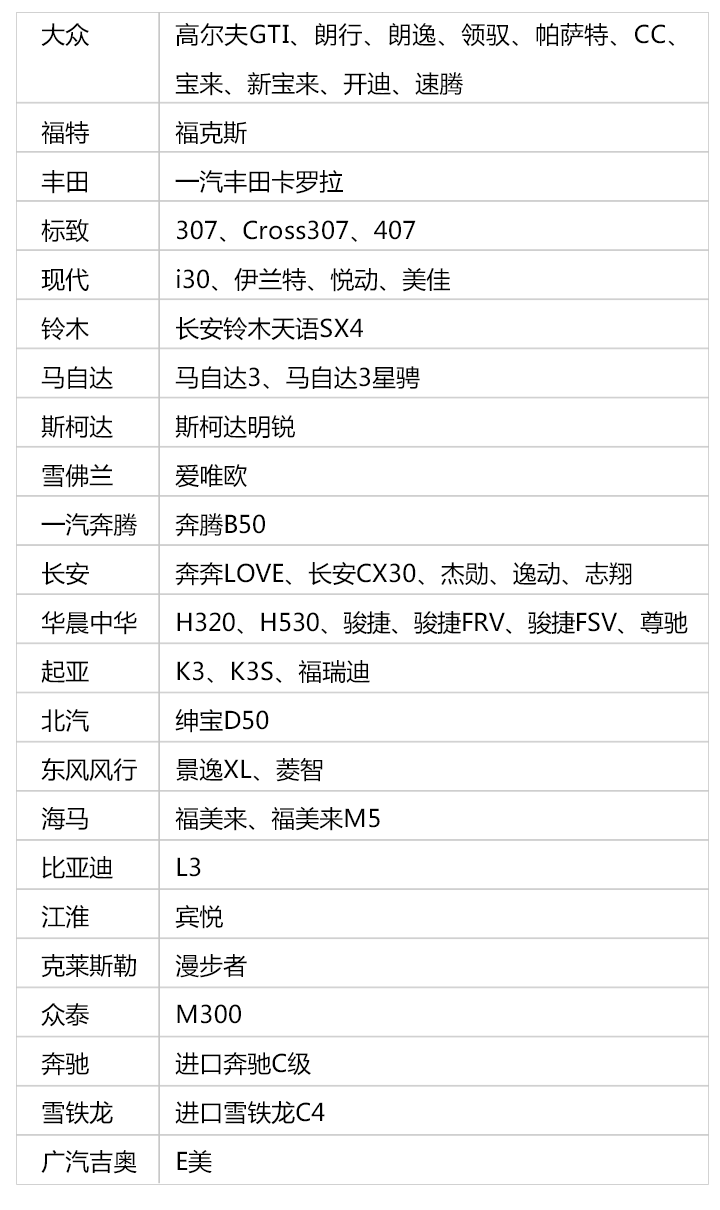 大众 高尔夫GTI、朗行、朗逸、领驭、帕萨特、CC、
宝来、新宝来、开迪、速腾
福特 福克斯
丰田 一汽丰田卡罗拉
标致 307、Cross307、407
现代 i30、伊兰特、悦动、美佳
铃木 长安铃木天语SX4
马自达 马自达3、马自达3星骋
斯柯达 斯柯达明锐
雪佛兰 爱唯欧
一汽奔腾 奔腾B50
长安 奔奔LOVE、长安CX30、杰勋、逸动、志翔
华晨中华 H320、H530、骏捷、骏捷FRV、骏捷FSV、尊驰
起亚 K3、K3S、福瑞迪
北汽 绅宝D50
东风风行 景逸XL、菱智
海马 福美来、福美来M5
比亚迪 L3
江淮 宾悦
克莱斯勒 漫步者
众泰 M300
奔驰 进口奔驰C级
雪铁龙 进口雪铁龙C4
广汽吉奥 E美